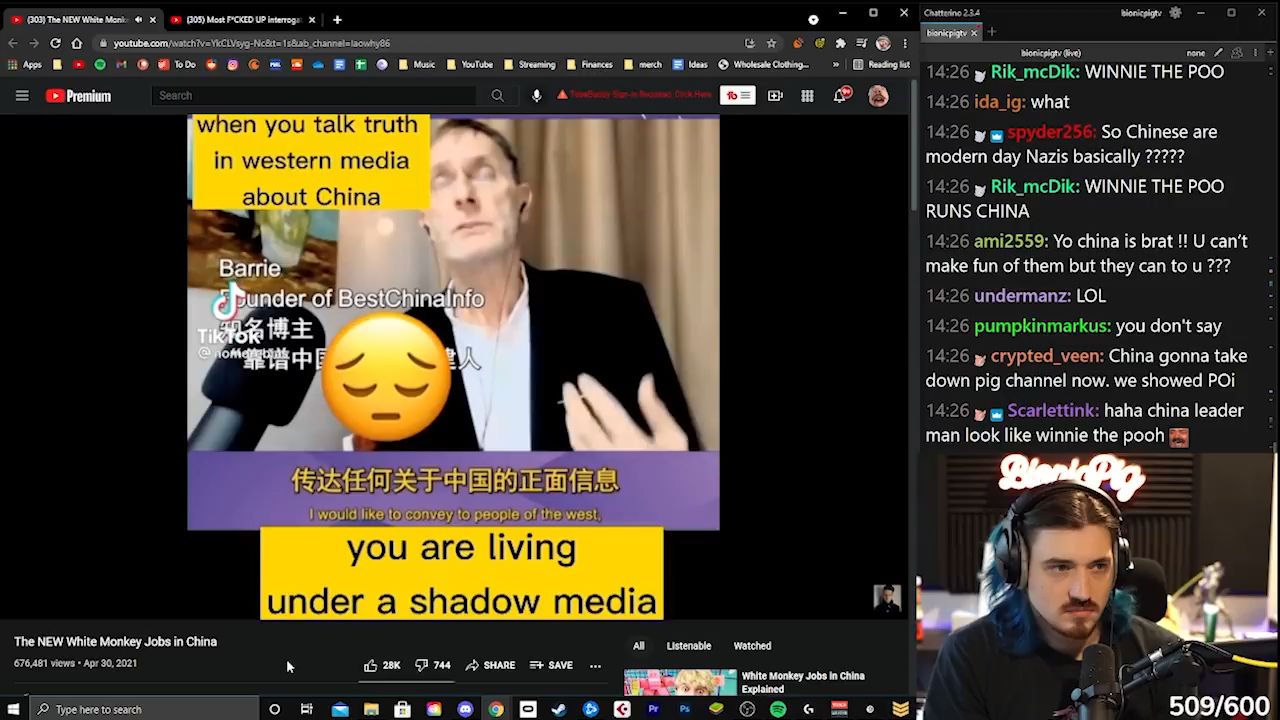 (303) The NEW White Monke
(305) Most F*CKED UP interrogat
youtube.com/watch?v=YkCLVsyg-Nc&t=1s&ab_channel=laowhy86
Apps
To Do
Music
YouTube
Streaming
Finances
merch
Ideas
Wholesale Clothing...
»
Reading list
Premium
Search
TubeBuddy Sign-in Required. Click Here.
9+
when you talk truth
in western media
about China
Barrie
Founder of BestChinaInfo
知名博主
TikTok
传达任何关于中国的正面信息
I would like to convey to people of the west,
you are living
under a shadow media
The NEW White Monkey Jobs in China
676,481 views • Apr 30, 2021
28K
744
SHARE
SAVE
All
Listenable
Watched
White Monkey Jobs in China
Explained
Type here to search
Chatterino 2.3.4
bionicpigtv
bionicpigtv
bionicpigtv (live)
none
14:26 Rik_mcDik: WINNIE THE POO
14:26 ida_ig: what
14:26 spyder256: So Chinese are
modern day Nazis basically ?????
14:26 Rik_mcDik: WINNIE THE POO
RUNS CHINA
14:26 ami2559: Yo china is brat !! U can't
make fun of them but they can to u ???
14:26 undermanz: LOL
14:26 pumpkinmarkus: you don't say
14:26 crypted_veen: China gonna take
down pig channel now. we showed POi
14:26 Scarlettink: haha china leader
man look like winnie the pooh
BionicPig
509/600